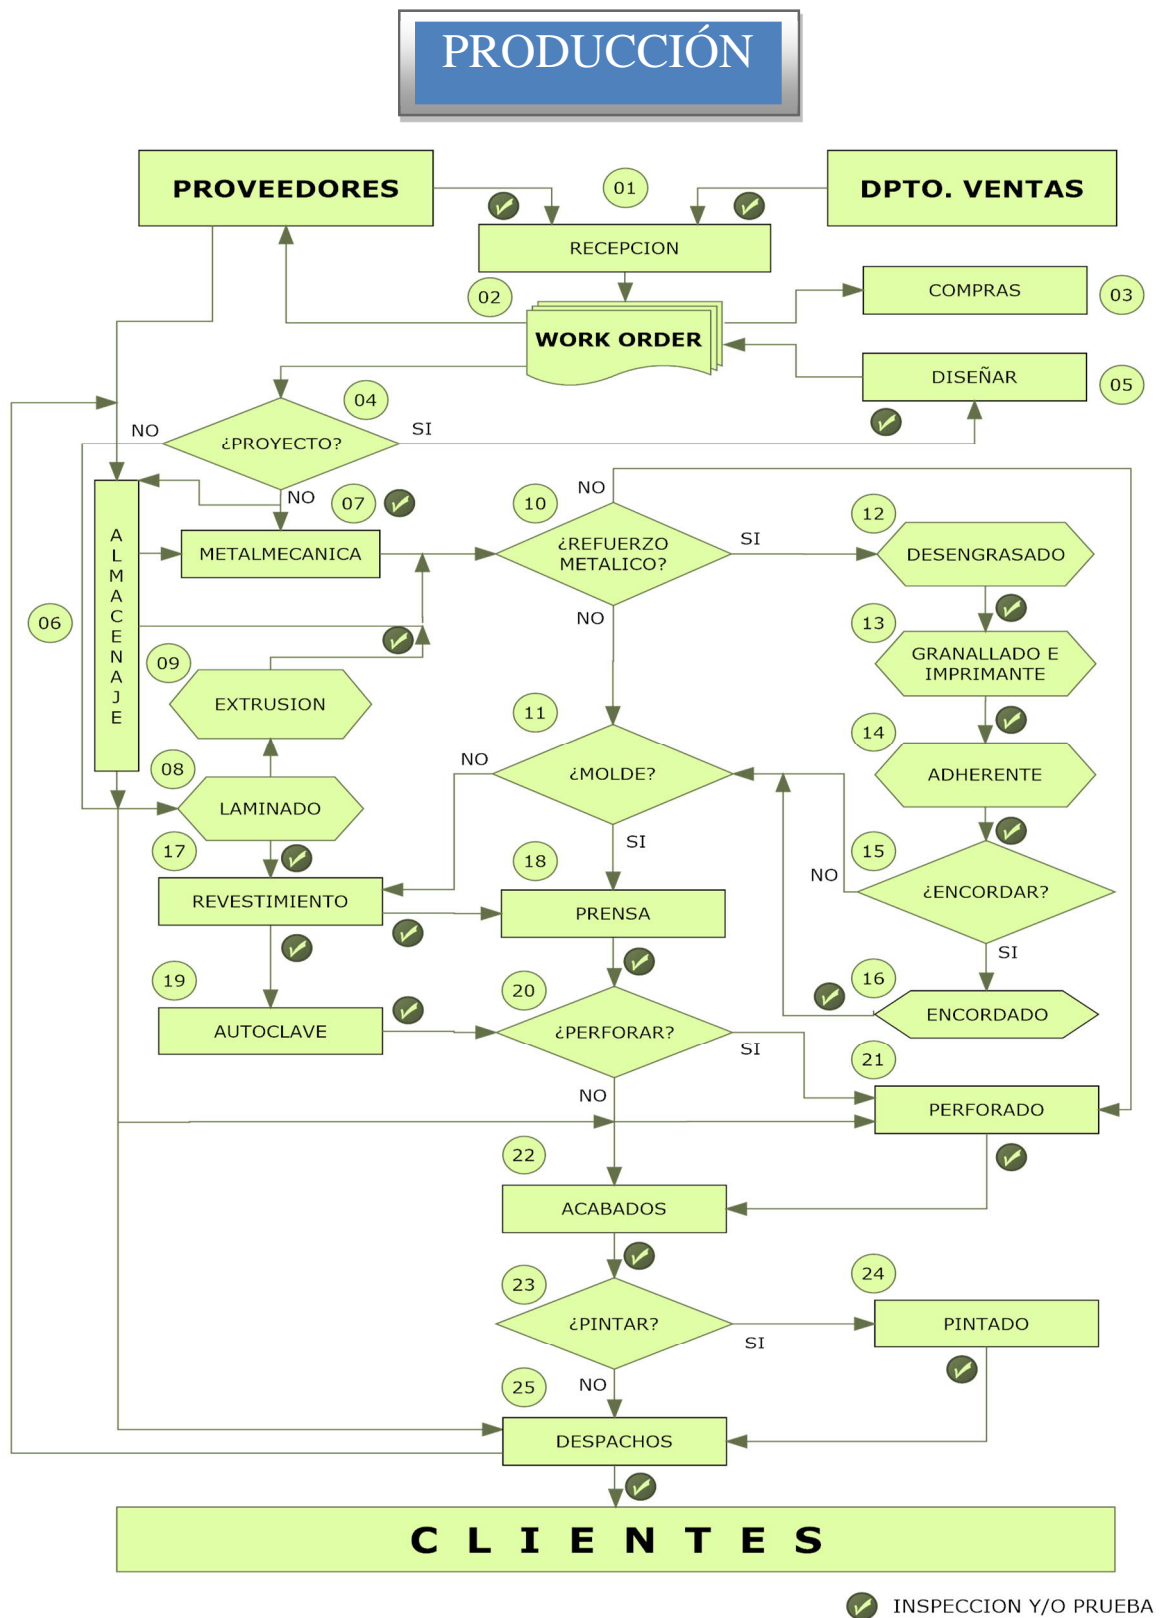 PRODUCCIÓN
PROVEEDORES
01
DPTO. VENTAS
RECEPCION
02
COMPRAS
03
WORK ORDER
DISEÑAR
05
04
NO
¿PROYECTO?
SI
NO
07
METALMECANICA
ALMACENAJE
06
NO
10
¿REFUERZO
METALICO?
SI
NO
12
DESENGRASADO
13
GRANALLADO E
IMPRIMANTE
09
EXTRUSION
11
¿MOLDE?
NO
SI
14
ADHERENTE
08
LAMINADO
17
REVESTIMIENTO
18
PRENSA
15
¿ENCORDAR?
NO
SI
16
ENCORDADO
19
AUTOCLAVE
20
¿PERFORAR?
SI
NO
21
PERFORADO
22
ACABADOS
23
¿PINTAR?
SI
NO
24
PINTADO
25
DESPACHOS
CLIENTES
INSPECCION Y/O PRUEBA